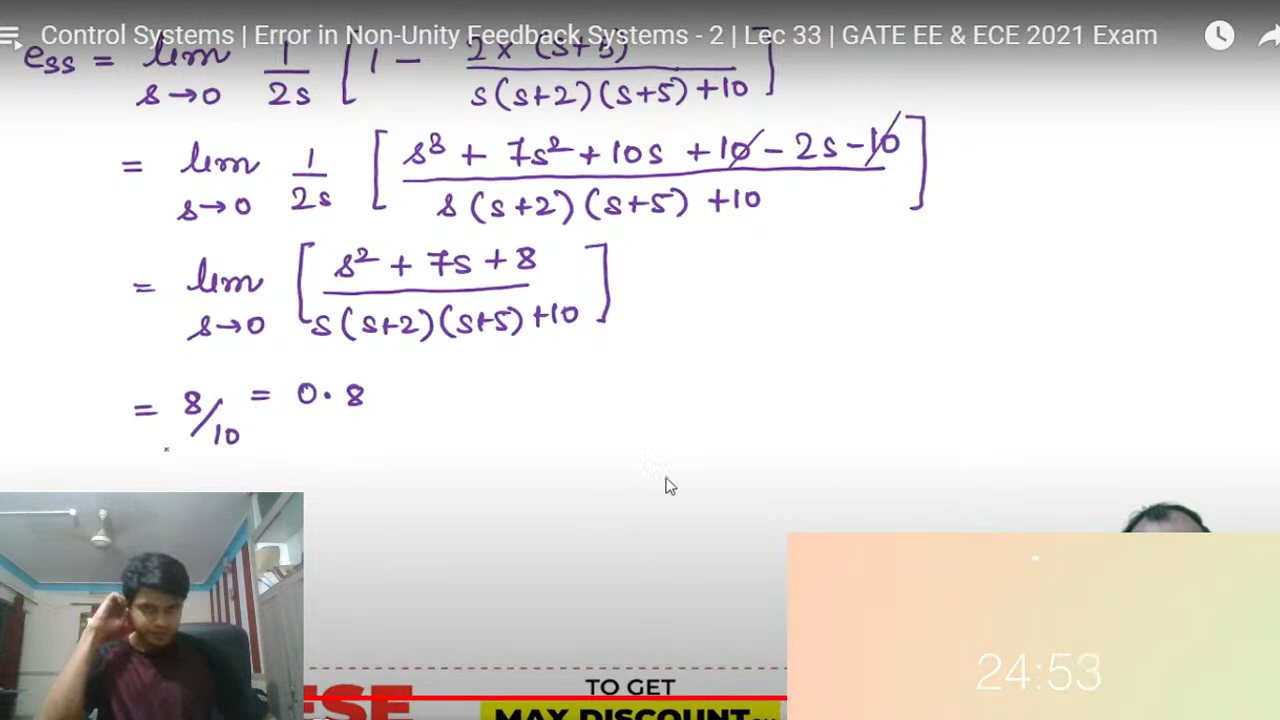 Control Systems | Error in Non-Unity Feedback Systems - 2 | Lec 33 | GATE EE & ECE 2021 Exam
ess = lim s→0 1/2s [1 - 2×(s+5)/s(s+2)(s+5)+10]
= lim s→0 1/2s [s³ + 7s² + 10s + 10 - 2s - 10/s(s+2)(s+5) +10]
= lim s→0 [s² + 7s + 8/s(s+2)(s+5)+10]
= 8/10 = 0.8
24:53
TO GET
MAX DISCOUNT